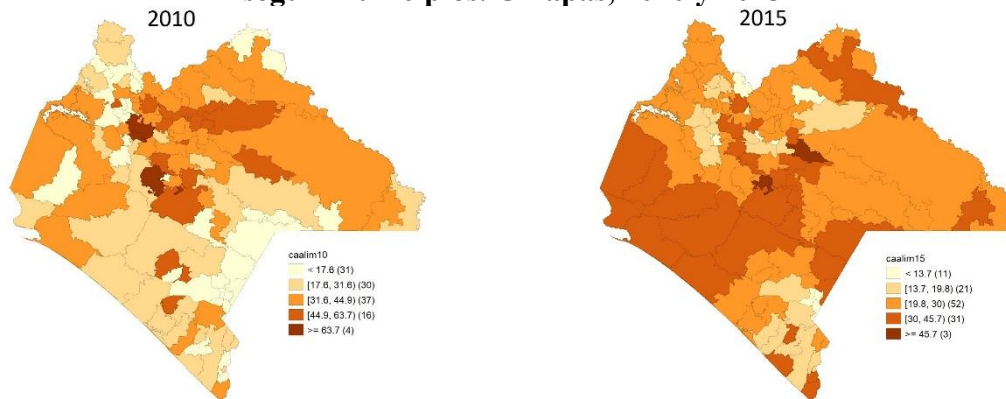 2010
2015
caalim10
< 17.6 (31)
[17.6, 31.6) (30)
[31.6, 44.9) (37)
[44.9, 63.7) (16)
>= 63.7 (4)
caalim15
< 13.7 (11)
[13.7, 19.8) (21)
[19.8, 30) (52)
[30, 45.7) (31)
>= 45.7 (3)